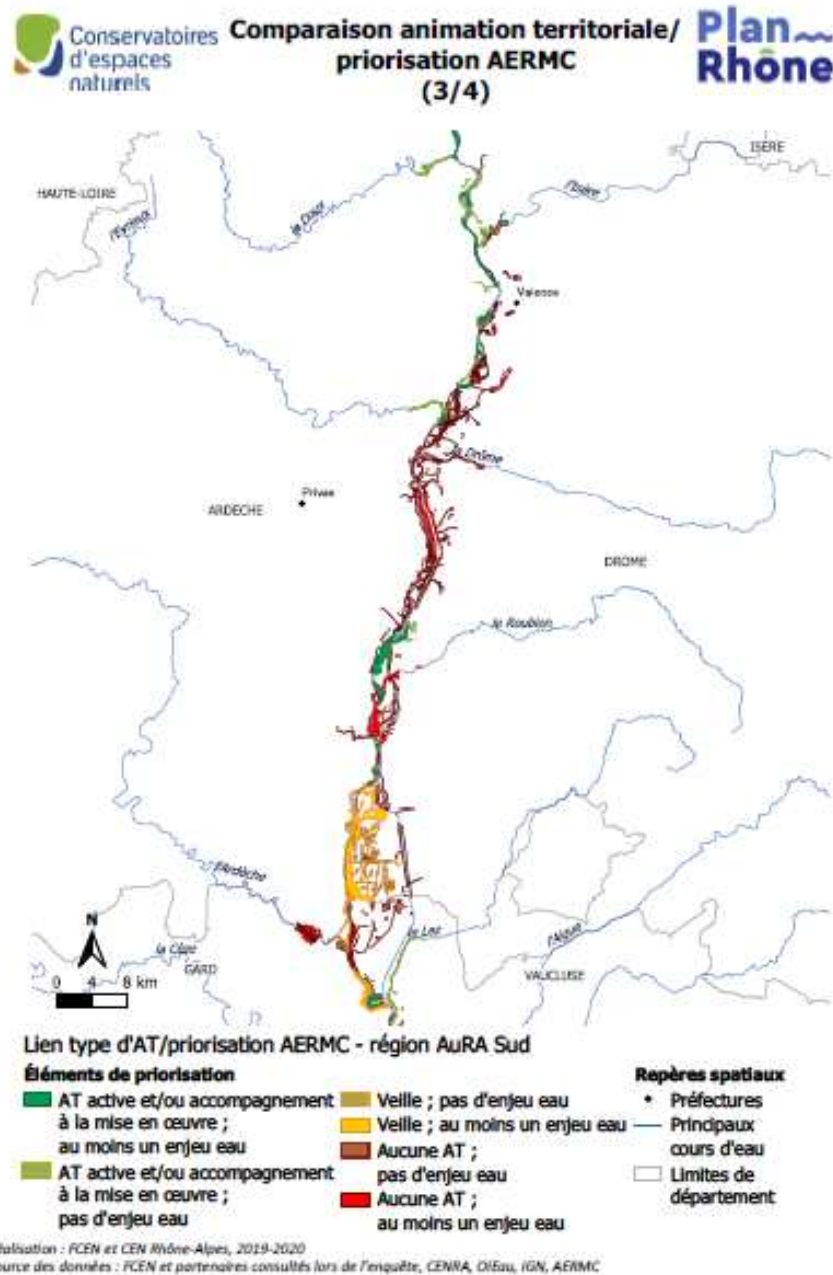 Conservatoires
d'espaces
naturels
Comparaison animation territoriale/
priorisation AERMC
(3/4)
Plan
Rhône
ISÈRE
HAUTE-LOIRE
l'Isère
le Doux
l'Eyrieux
Valence
la Drôme
Privas
ARDECHE
DROME
le Roubion
l'Ardèche
N
la Cèze
GARD
le Lez
l'Aigue
VAUCLUSE
0 4 8 km
Lien type d'AT/priorisation AERMC - région AuRA Sud
Éléments de priorisation
AT active et/ou accompagnement
à la mise en œuvre ;
au moins un enjeu eau
AT active et/ou accompagnement
à la mise en œuvre ;
pas d'enjeu eau
Veille ; pas d'enjeu eau
Veille ; au moins un enjeu eau
Aucune AT ;
pas d'enjeu eau
Aucune AT ;
au moins un enjeu eau
Repères spatiaux
Préfectures
Principaux
cours d'eau
Limites de
département
éalisation : FCEN et CEN Rhône-Alpes, 2019-2020
ource des données : FCEN et partenaires consultés lors de l'enquête, CENRA, OIEau, IGN, AERMC